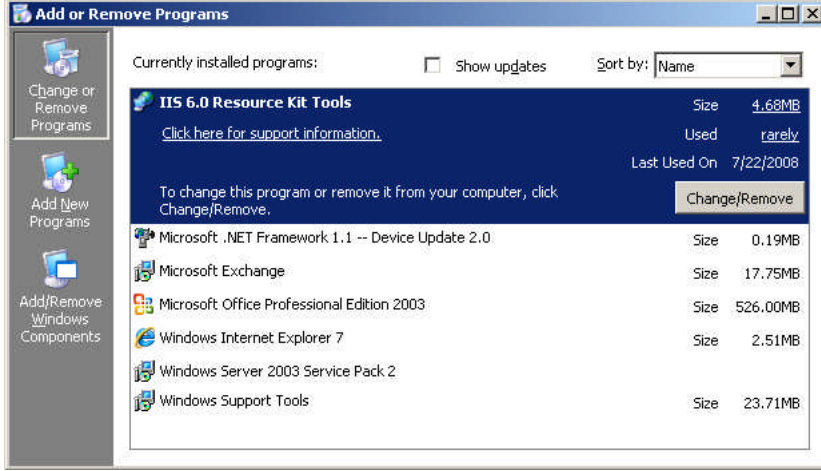 Add or Remove Programs
Change or
Remove
Programs
Add New
Programs
Add/Remove
Windows
Components
Currently installed programs: Show updates Sort by: Name
IIS 6.0 Resource Kit Tools Size 4.68MB
Click here for support information. Used rarely
Last Used On 7/22/2008
To change this program or remove it from your computer, click
Change/Remove. Change/Remove
Microsoft .NET Framework 1.1 -- Device Update 2.0 Size 0.19MB
Microsoft Exchange Size 17.75MB
Microsoft Office Professional Edition 2003 Size 526.00MB
Windows Internet Explorer 7 Size 2.51MB
Windows Server 2003 Service Pack 2
Windows Support Tools Size 23.71MB